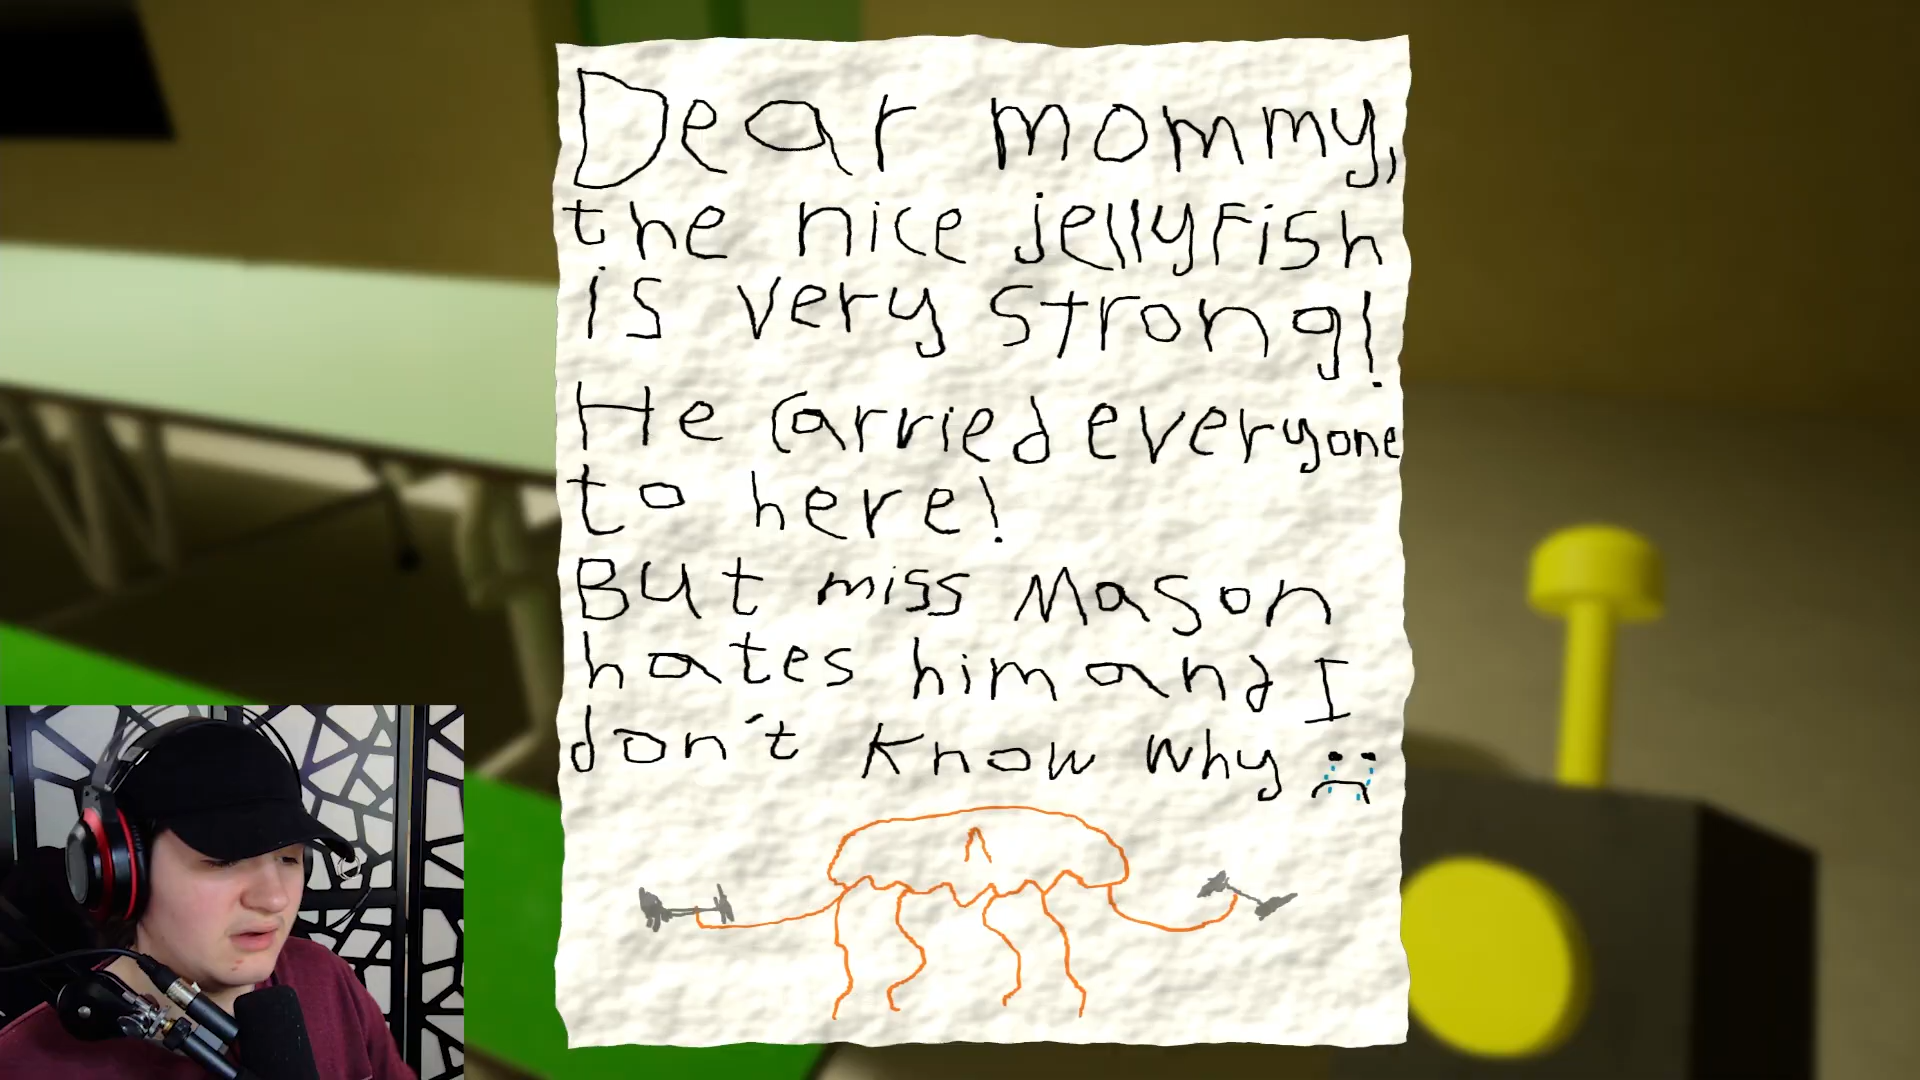 Dear mommy,
the nice jellyfish
is very strong!
He carried everyone
to here!
But miss Mason
hates him and I
don't know why